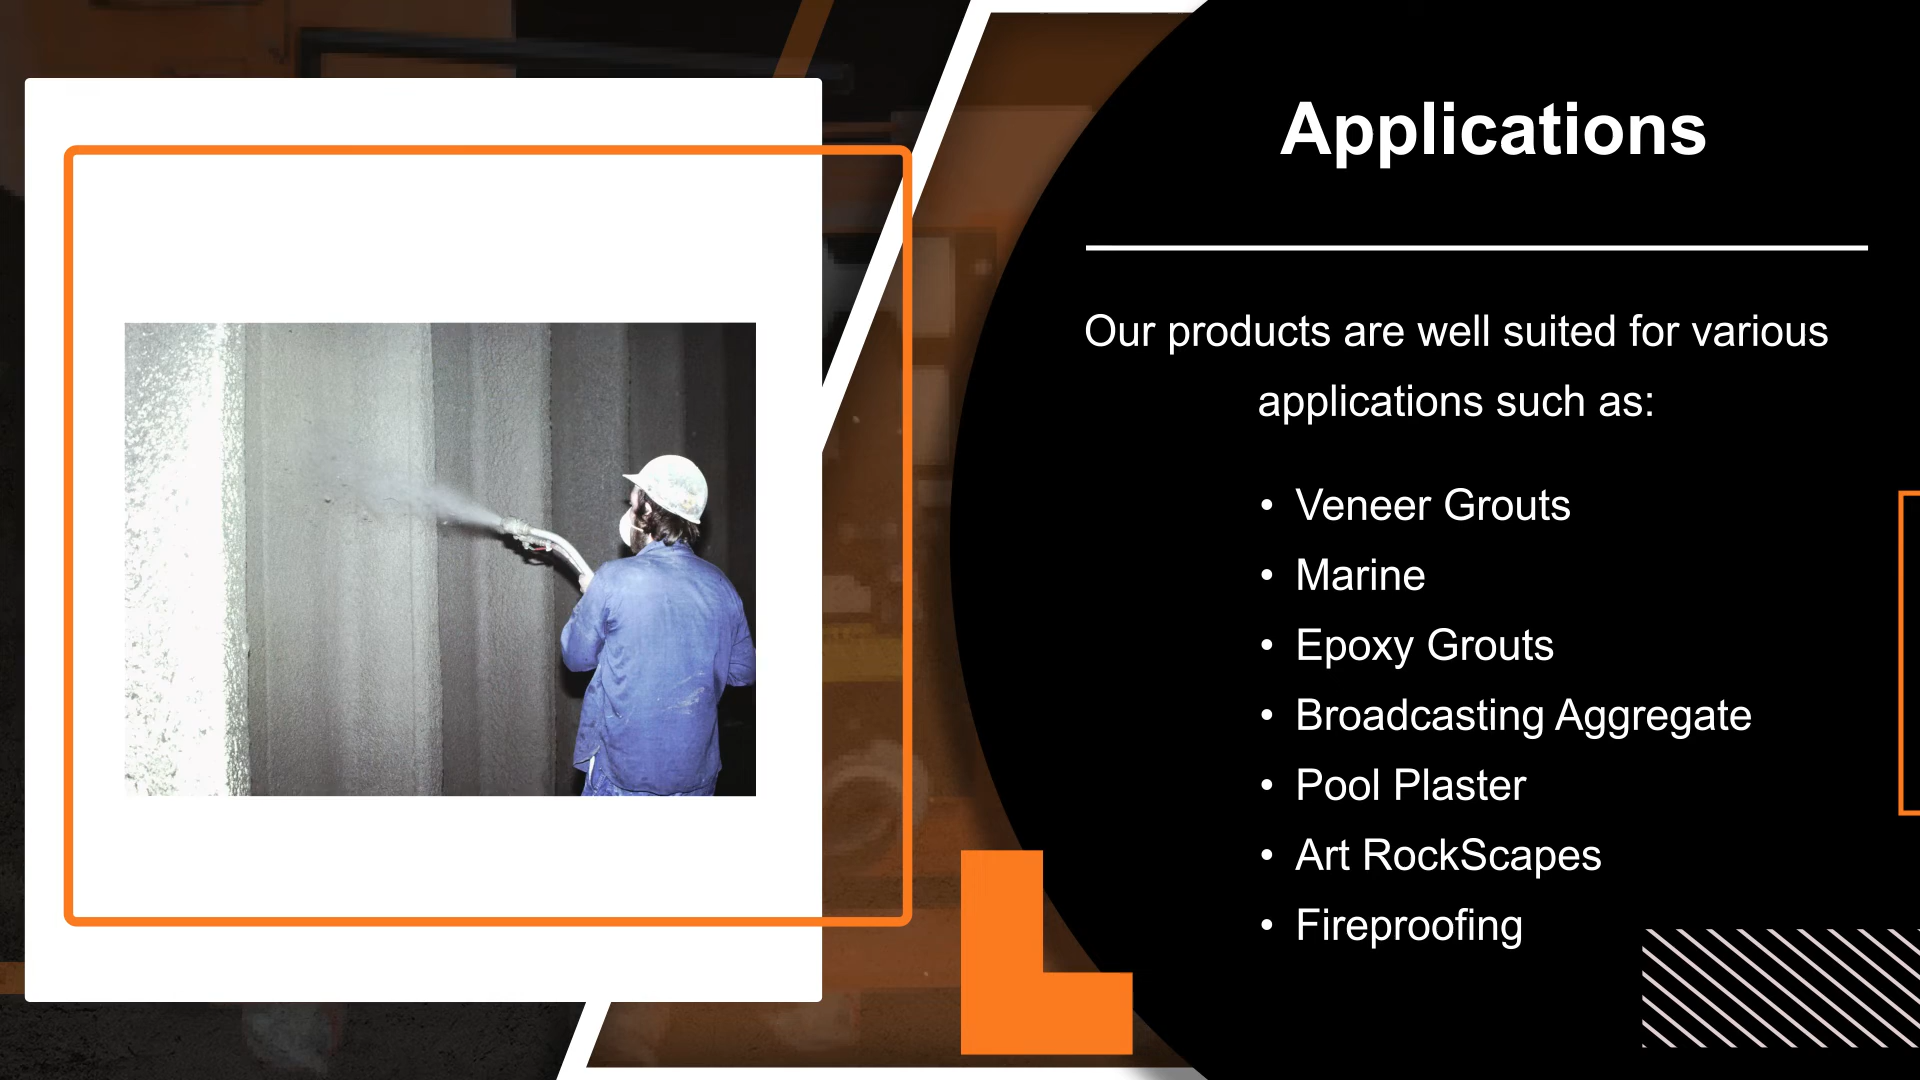 Applications
Our products are well suited for various
applications such as:
• Veneer Grouts
• Marine
• Epoxy Grouts
• Broadcasting Aggregate
• Pool Plaster
• Art RockScapes
• Fireproofing